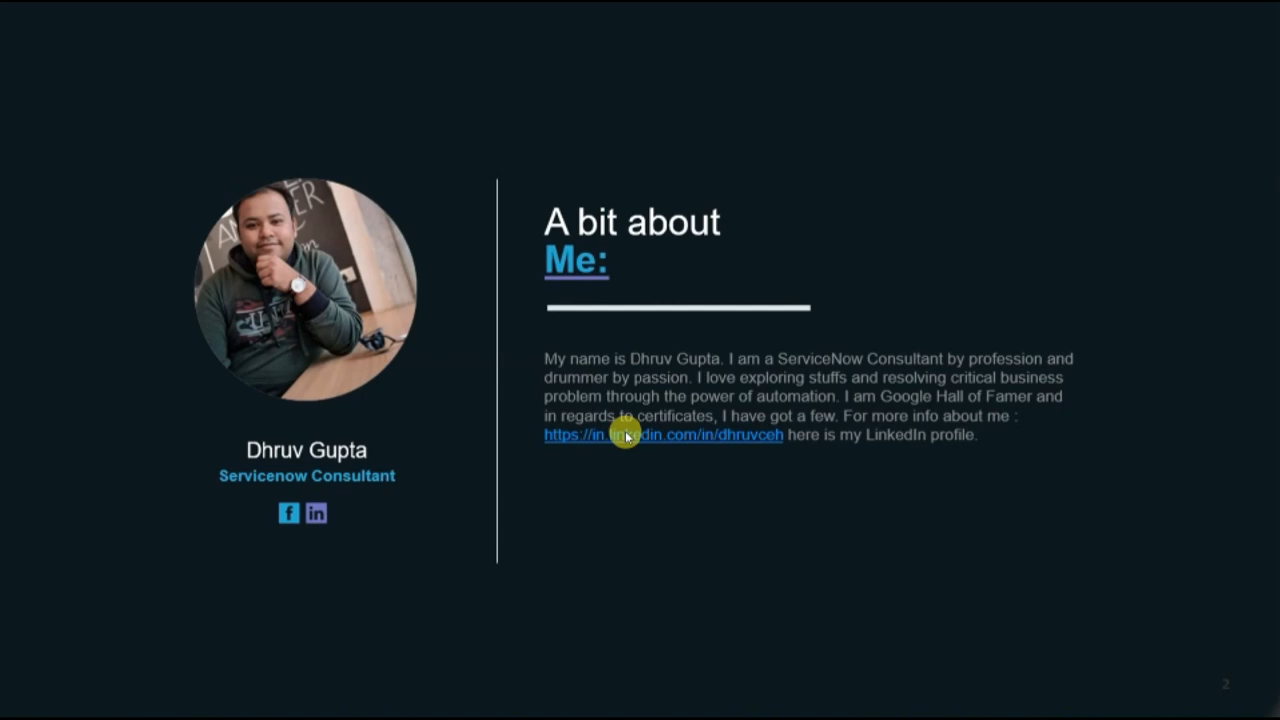 A bit about
Me:
My name is Dhruv Gupta. I am a ServiceNow Consultant by profession and
drummer by passion. I love exploring stuffs and resolving critical business
problem through the power of automation. I am Google Hall of Famer and
in regards to certificates, I have got a few. For more info about me :
https://in.linkedin.com/in/dhruvceh here is my LinkedIn profile.
Dhruv Gupta
Servicenow Consultant
f in
2